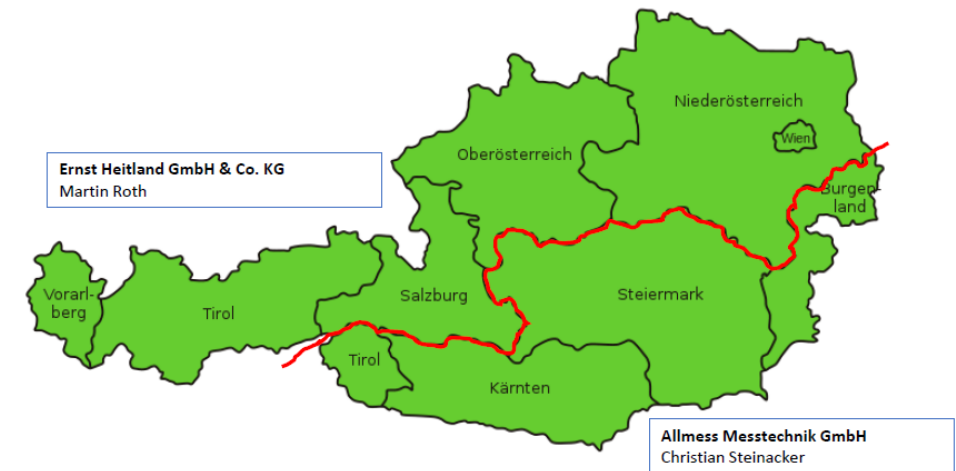 Niederösterreich
Wien
Oberösterreich
Ernst Heitland GmbH & Co. KG
Martin Roth
Burgen-
land
Vorarl-
berg
Tirol
Salzburg
Steiermark
Tirol
Kärnten
Allmess Messtechnik GmbH
Christian Steinacker